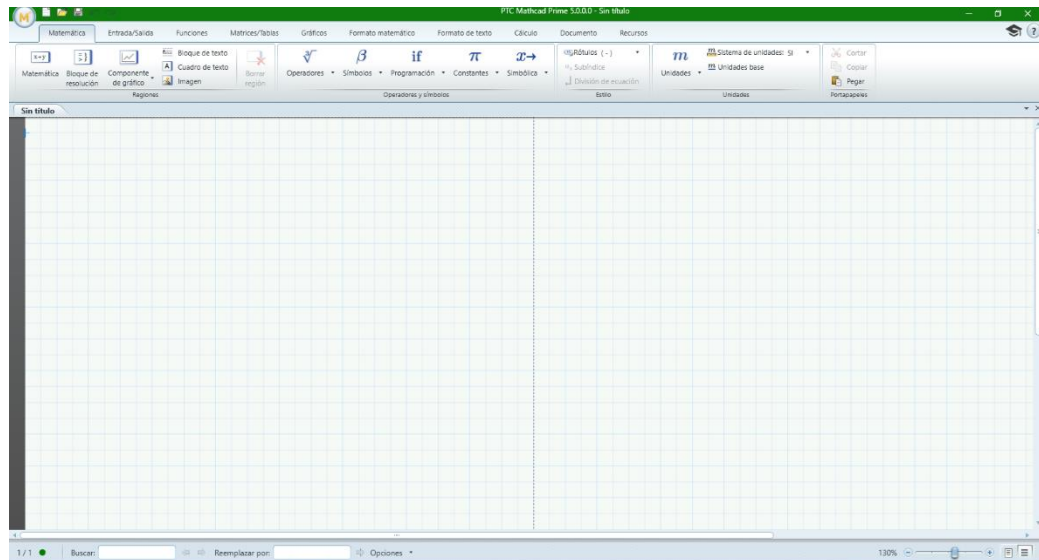 PTC Mathcad Prime 5.0.0.0 - Sin título
M
Matemática Entrada/Salida Funciones Matrices/Tablas Gráficos Formato matemático Formato de texto Cálculo Documento Recursos
Matemática
Bloque de resolución
Componente de gráfico
Bloque de texto
Cuadro de texto
Imagen
Borrar región
Regiones
Operadores
β
Símbolos
if
Programación
π
Constantes
x→
Simbólica
Operadores y símbolos
Rótulos (-)
Subíndice
División de ecuación
Estilo
m
Unidades
Sistema de unidades: SI
Unidades base
Unidades
Cortar
Copiar
Pegar
Portapapeles
Sin título
1 / 1 Buscar: Reemplazar por: Opciones 130%